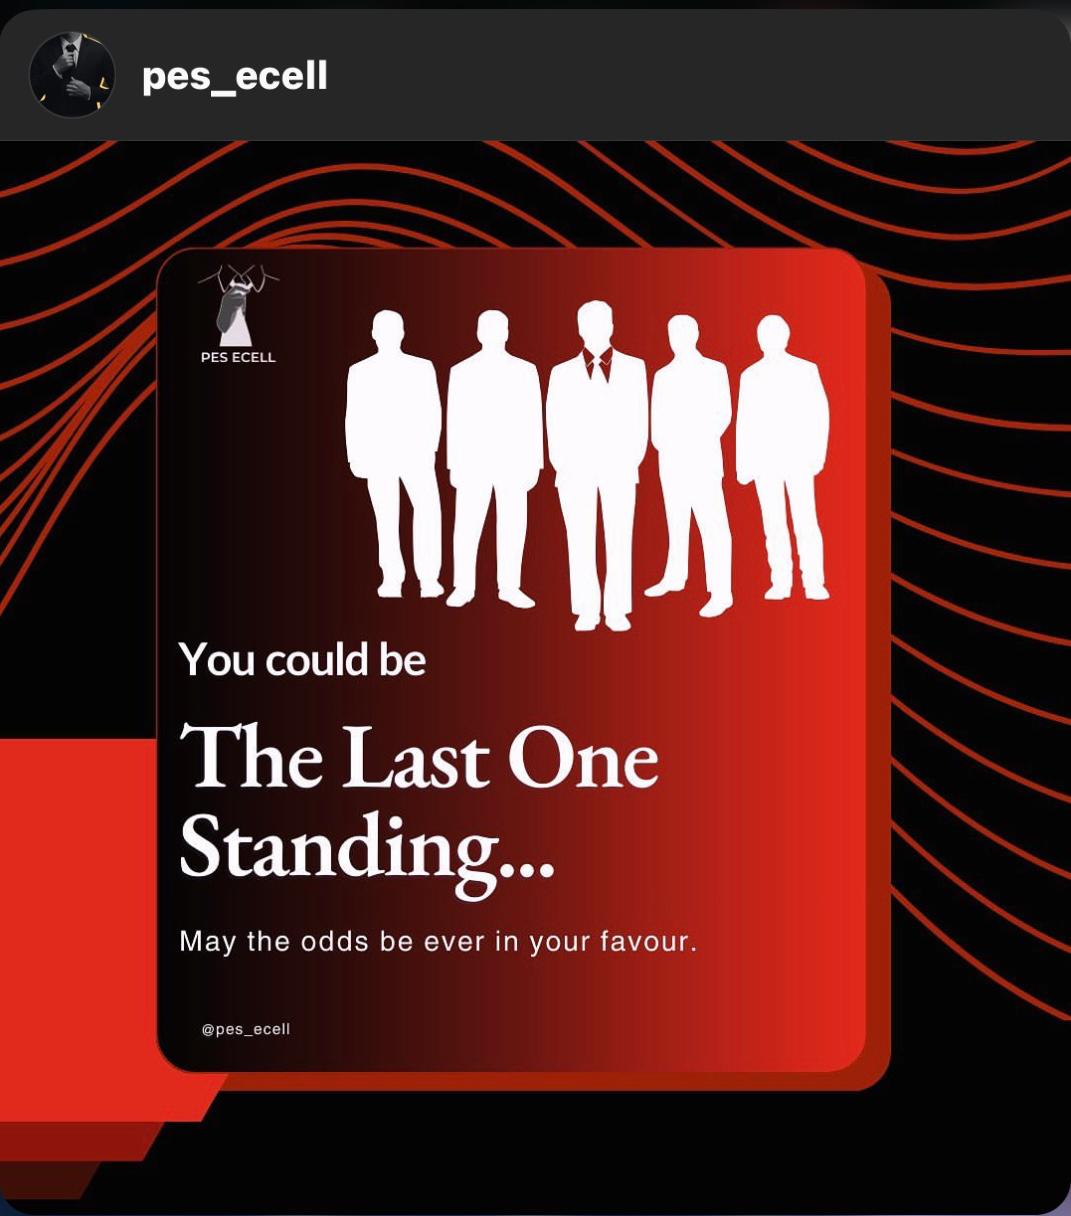 pes_ecell
PES ECELL
You could be
The Last One
Standing...
May the odds be ever in your favour.
@pes_ecell